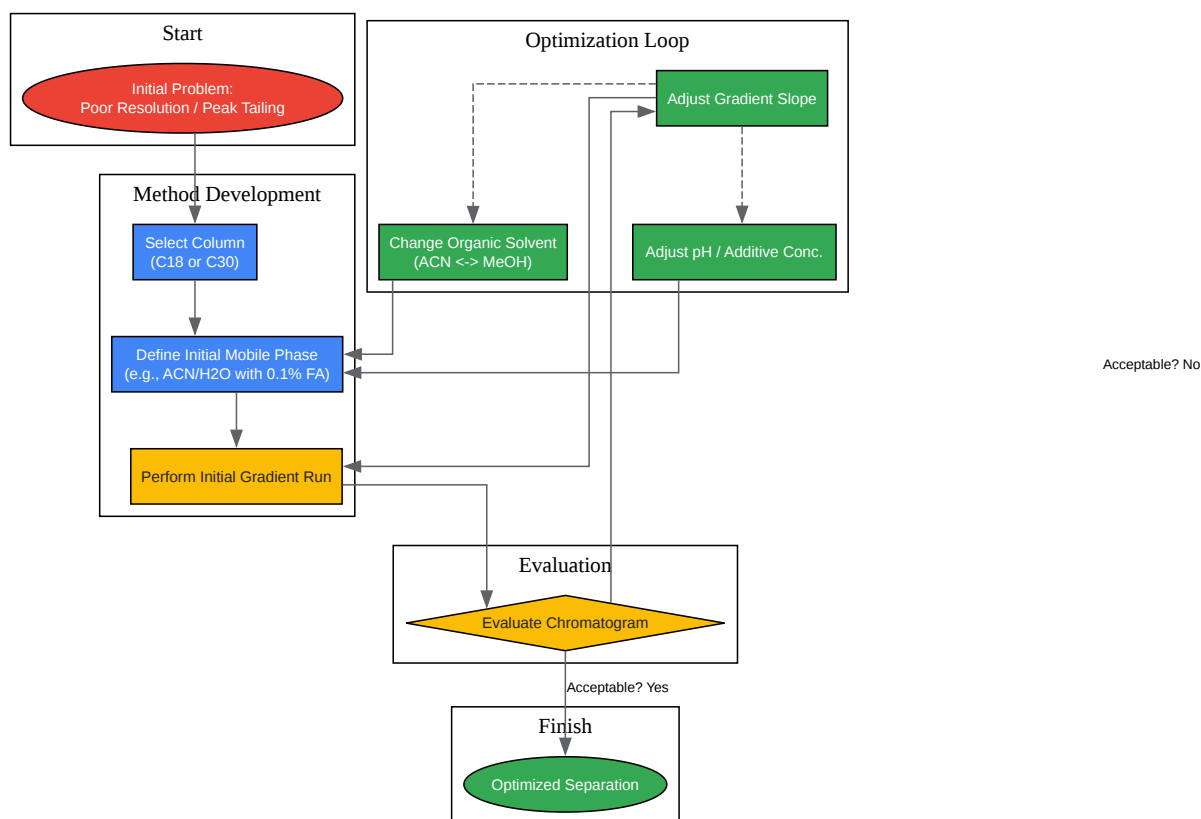 Start
Initial Problem:
Poor Resolution / Peak Tailing
Optimization Loop
Adjust Gradient Slope
Change Organic Solvent
(ACN <-> MeOH)
Adjust pH / Additive Conc.
Method Development
Select Column
(C18 or C30)
Define Initial Mobile Phase
(e.g., ACN/H2O with 0.1% FA)
Perform Initial Gradient Run
Acceptable? No
Evaluation
Evaluate Chromatogram
Acceptable? Yes
Finish
Optimized Separation